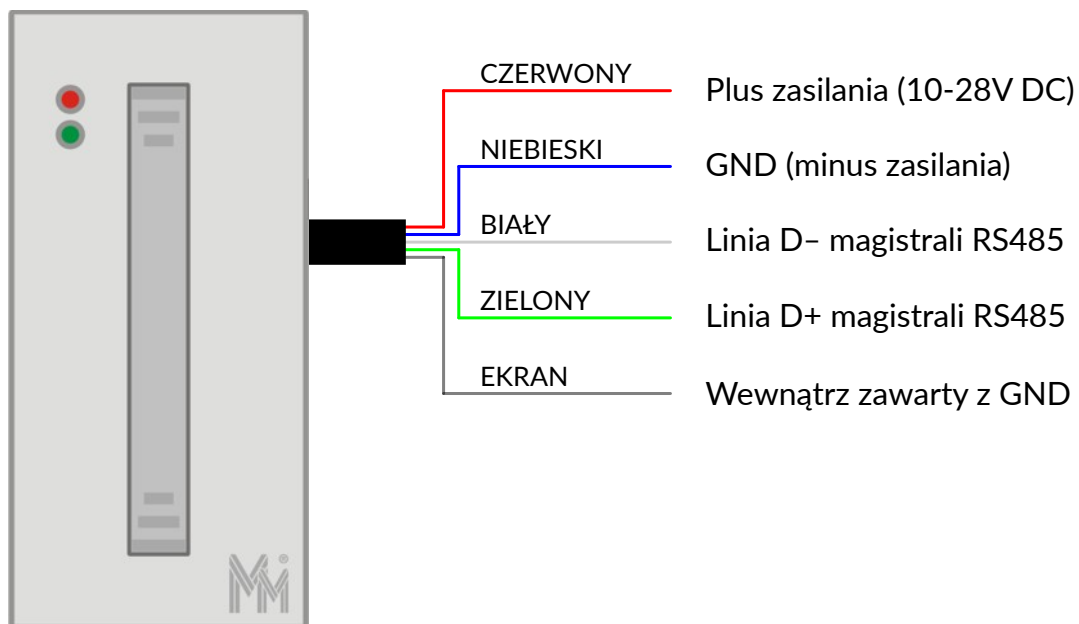 CZERWONY Plus zasilania (10-28V DC)
NIEBIESKI GND (minus zasilania)
BIAŁY Linia D– magistrali RS485
ZIELONY Linia D+ magistrali RS485
EKRAN Wewnątrz zawarty z GND
MM®